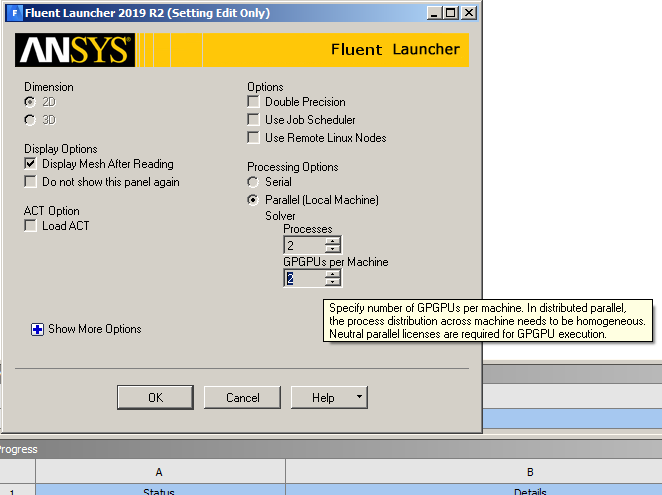 Fluent Launcher 2019 R2 (Setting Edit Only)
ANSYS
Fluent Launcher
Dimension
2D
3D
Display Options
Display Mesh After Reading
Do not show this panel again
ACT Option
Load ACT
Options
Double Precision
Use Job Scheduler
Use Remote Linux Nodes
Processing Options
Serial
Parallel (Local Machine)
Solver
Processes
2
GPGPUs per Machine
2
Specify number of GPGPUs per machine. In distributed parallel,
the process distribution across machine needs to be homogeneous.
Neutral parallel licenses are required for GPGPU execution.
Show More Options
OK
Cancel
Help
Progress
A
B
1
Status
Details